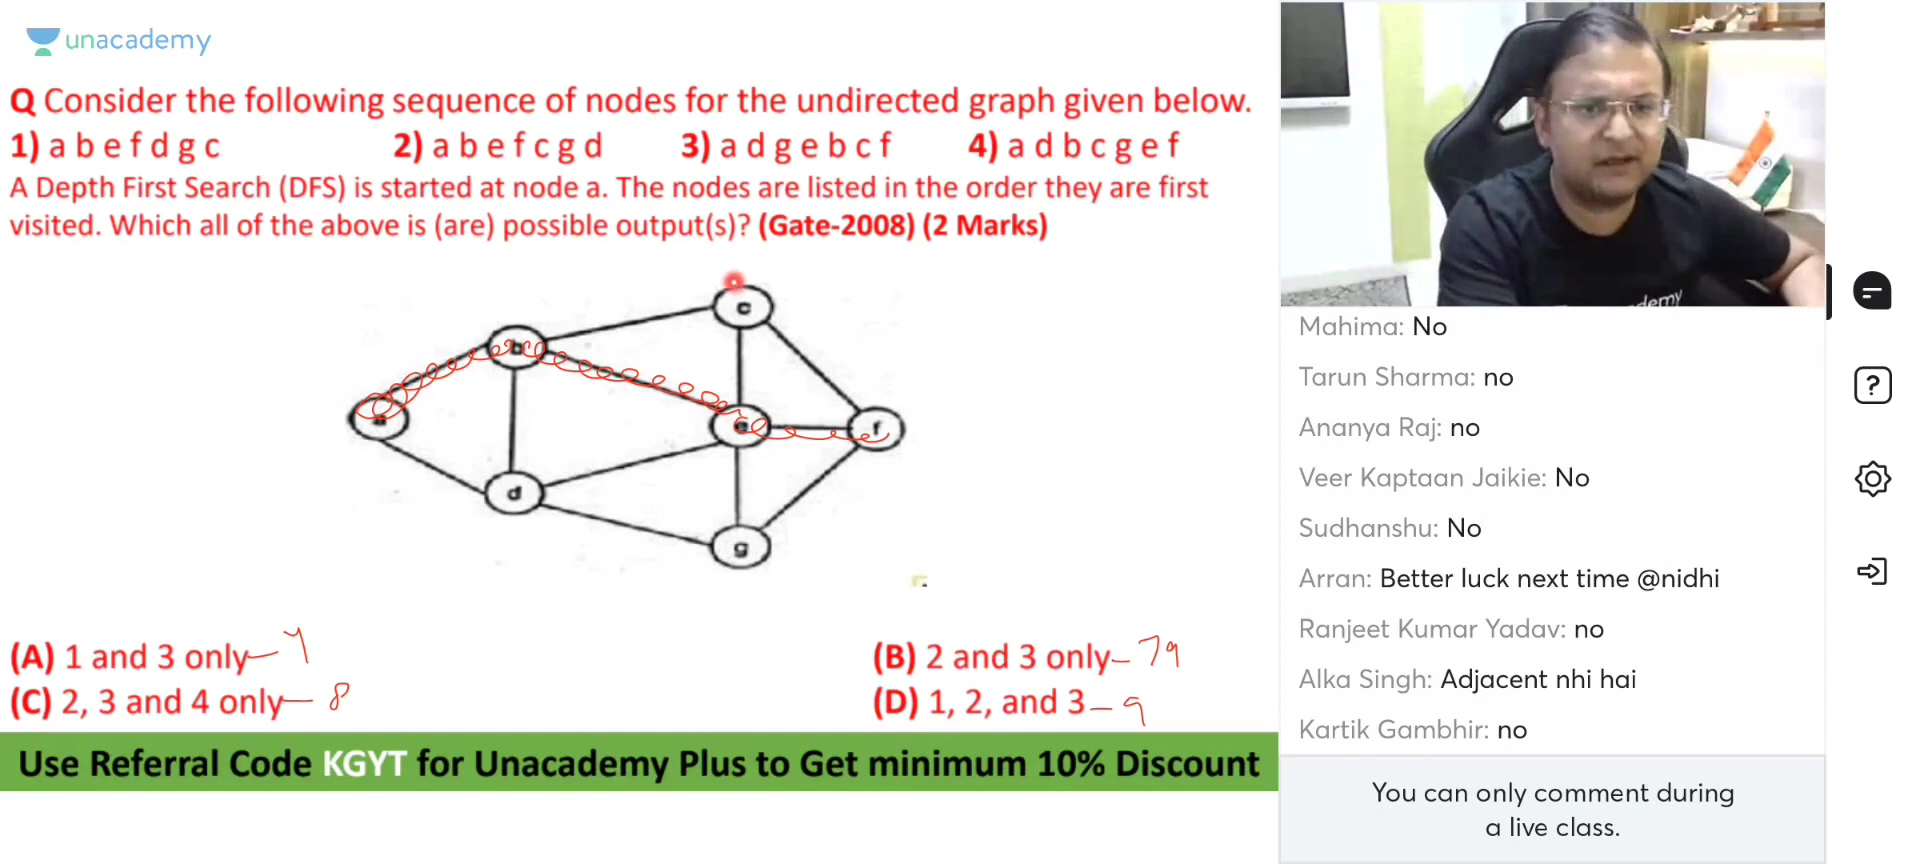 unacademy
Q Consider the following sequence of nodes for the undirected graph given below.
1) a b e f d g c 2) a b e f c g d 3) a d g e b c f 4) a d b c g e f
A Depth First Search (DFS) is started at node a. The nodes are listed in the order they are first
visited. Which all of the above is (are) possible output(s)? (Gate-2008) (2 Marks)
c
b
a
e
f
d
g
(A) 1 and 3 only
(B) 2 and 3 only
(C) 2, 3 and 4 only – 8
(D) 1, 2, and 3 – 9
Use Referral Code KGYT for Unacademy Plus to Get minimum 10% Discount
Mahima: No
Tarun Sharma: no
Ananya Raj: no
Veer Kaptaan Jaikie: No
Sudhanshu: No
Arran: Better luck next time @nidhi
Ranjeet Kumar Yadav: no
Alka Singh: Adjacent nhi hai
Kartik Gambhir: no
You can only comment during
a live class.
?